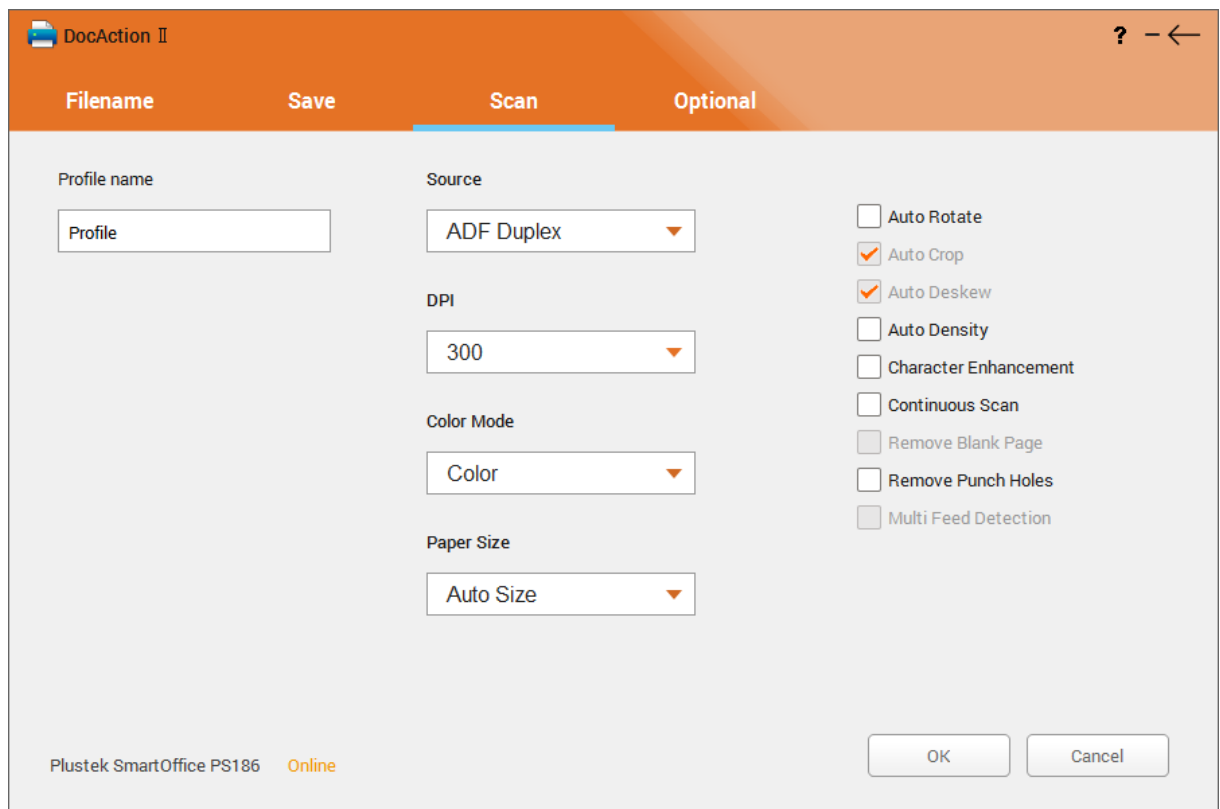 DocAction Ⅱ
? – ←
Filename Save Scan Optional
Profile name
Profile
Source
ADF Duplex
DPI
300
Color Mode
Color
Paper Size
Auto Size
Auto Rotate
Auto Crop
Auto Deskew
Auto Density
Character Enhancement
Continuous Scan
Remove Blank Page
Remove Punch Holes
Multi Feed Detection
Plustek SmartOffice PS186 Online
OK Cancel